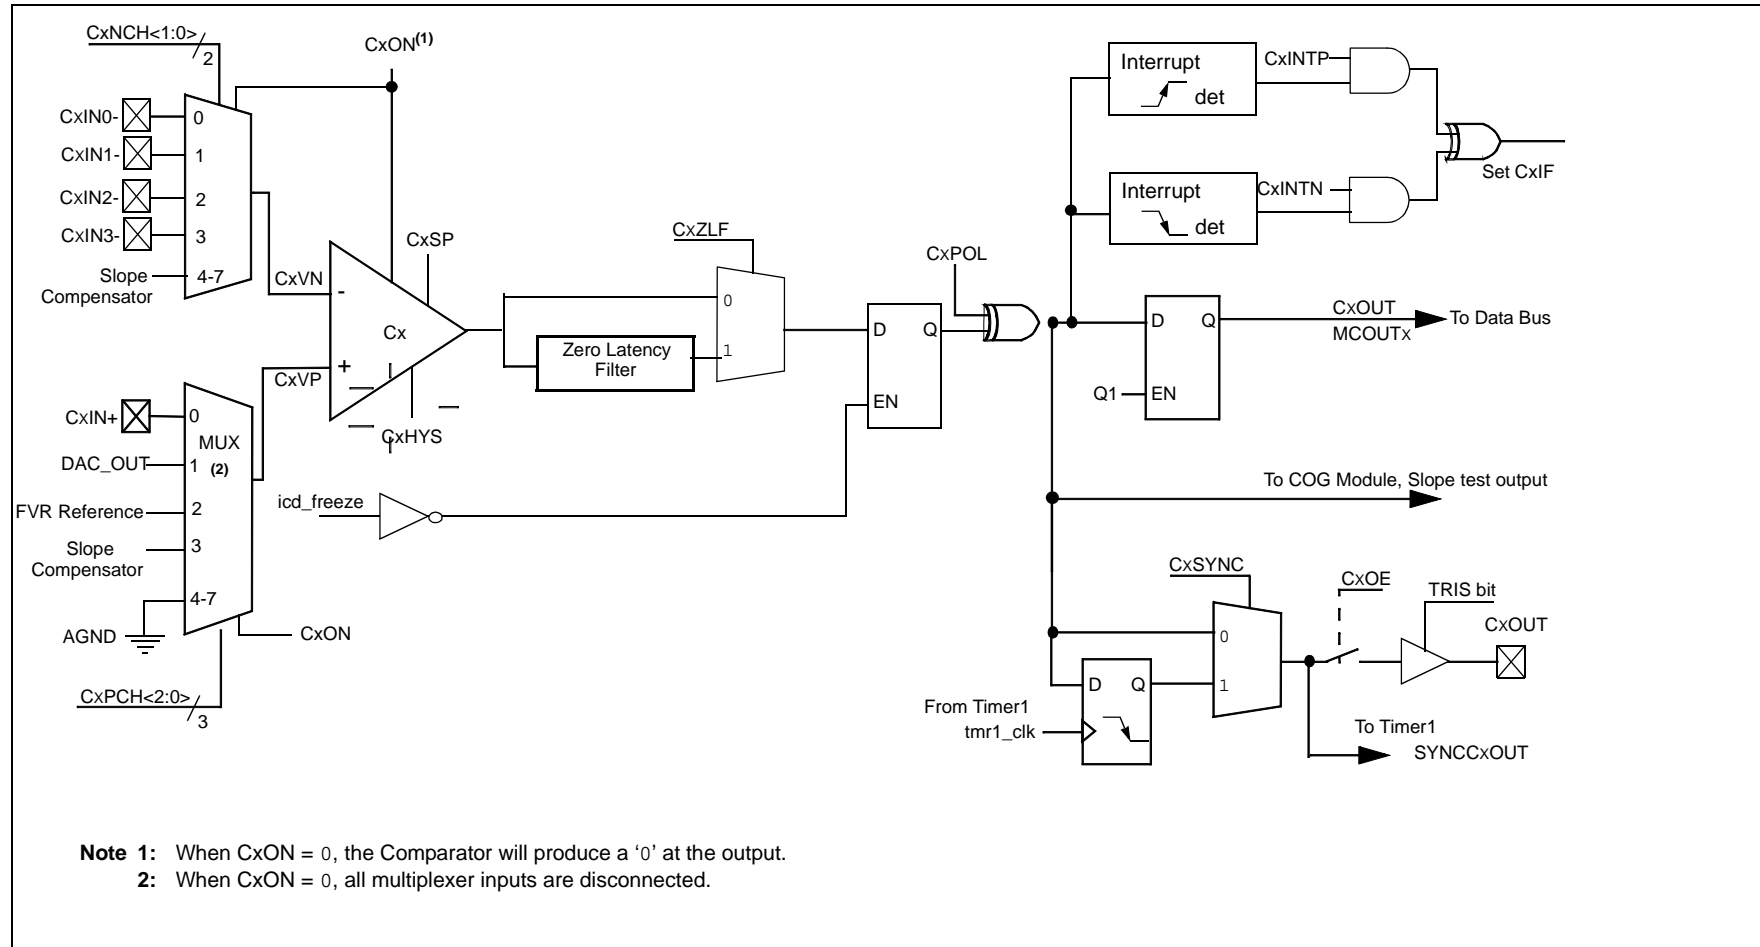 CxNCH<1:0>
2
CxON(1)
CxIN0-
0
CxIN1-
1
CxIN2-
2
CxIN3-
3
Slope
Compensator
4-7
CxVN
-
CxSP
Cx
+
CxVP
CxHYS
CxIN+
0
MUX
(2)
DAC_OUT
1
FVR Reference
2
Slope
Compensator
3
4-7
AGND
CxON
CxPCH<2:0>
3
CxZLF
0
1
Zero Latency
Filter
icd_freeze
D
Q
EN
CxPOL
Interrupt
det
CxINTP
Interrupt
det
CxINTN
Set CxIF
D
Q
Q1
EN
CxOUT
MCOUTx
To Data Bus
To COG Module, Slope test output
CxSYNC
0
1
D
Q
From Timer1
tmr1_clk
CxOE
TRIS bit
CxOUT
To Timer1
SYNCCxOUT
Note 1: When CxON = 0, the Comparator will produce a ‘0’ at the output.
2: When CxON = 0, all multiplexer inputs are disconnected.